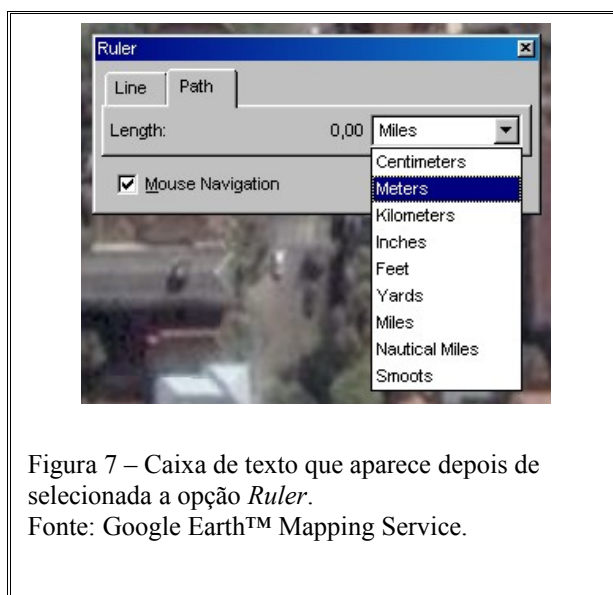 Ruler
Line Path
Length: 0,00 Miles
Centimeters
Mouse Navigation
Meters
Kilometers
Inches
Feet
Yards
Miles
Nautical Miles
Smoots
Figura 7 – Caixa de texto que aparece depois de
selecionada a opção Ruler.
Fonte: Google Earth™ Mapping Service.